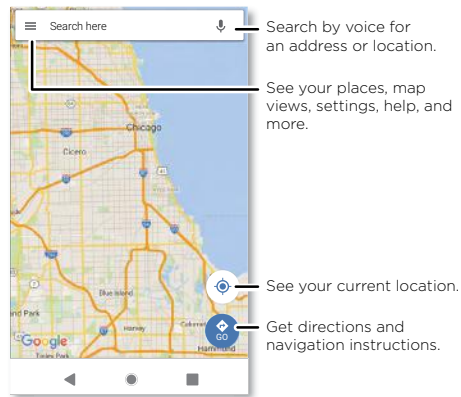 Search here
Search by voice for
an address or location.
See your places, map
views, settings, help, and
more.
Chicago
Cicero
See your current location.
Blue Island
GO
Get directions and
navigation instructions.
Harvey
Hammond
Google
Tinley Park